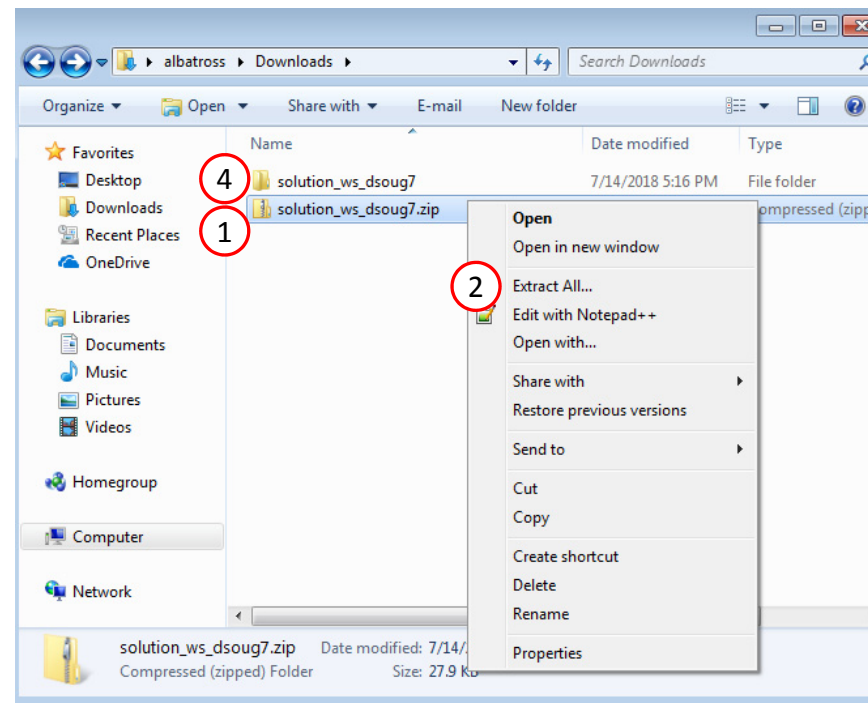 albatross Downloads Search Downloads
Organize Open Share with E-mail New folder
Name Date modified Type
Favorites
Desktop
Downloads
Recent Places
OneDrive
Libraries
Documents
Music
Pictures
Videos
Homegroup
Computer
Network
4 solution_ws_dsoug7 7/14/2018 5:16 PM File folder
1 solution_ws_dsoug7.zip ompressed (zipp
Open
Open in new window
2 Extract All...
Edit with Notepad++
Open with...
Share with
Restore previous versions
Send to
Cut
Copy
Create shortcut
Delete
Rename
Properties
solution_ws_dsoug7.zip Date modified: 7/14/
Compressed (zipped) Folder Size: 27.9 KB